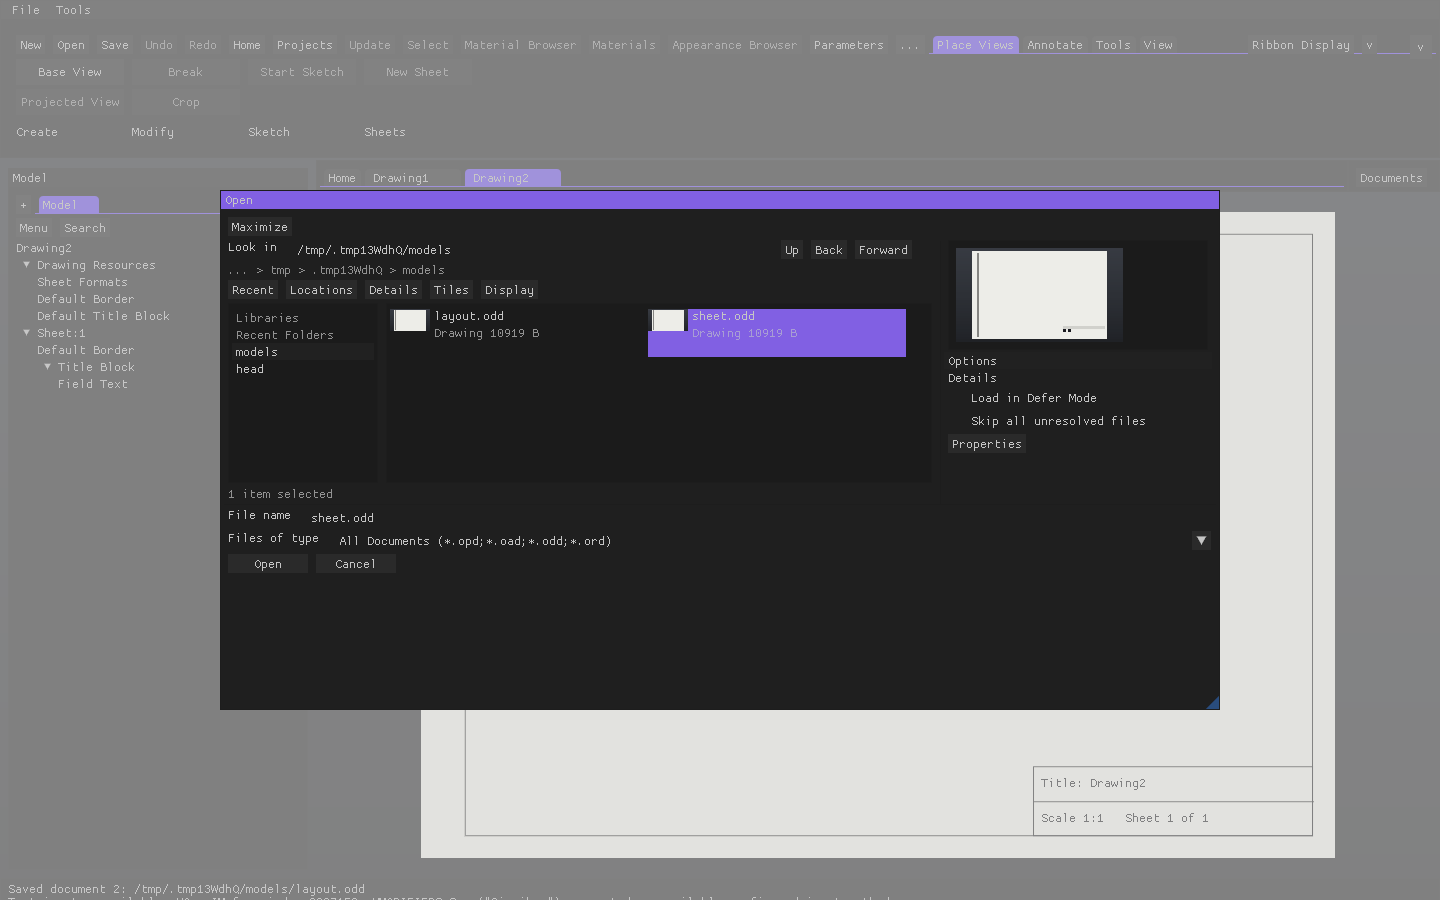 File Tools
New Open Save Undo Redo Home Projects Update Select Material Browser Materials Appearance Browser Parameters ... Place Views Annotate Tools View Ribbon Display v v
Base View Break Start Sketch New Sheet
Projected View Crop
Create Modify Sketch Sheets
Model Home Drawing1 Drawing2 Documents
+ Model
Menu Search
Drawing2
Drawing Resources
Sheet Formats
Default Border
Default Title Block
Sheet:1
Default Border
Title Block
Field Text
Open
Maximize
Look in /tmp/.tmp13WdhQ/models Up Back Forward
... > tmp > .tmp13WdhQ > models
Recent Locations Details Tiles Display
Libraries
Recent Folders
models
head
layout.odd
Drawing 10919 B
sheet.odd
Drawing 10919 B
Options
Details
Load in Defer Mode
Skip all unresolved files
Properties
1 item selected
File name sheet.odd
Files of type All Documents (*.opd;*.oad;*.odd;*.ord)
Open Cancel
Title: Drawing2
Scale 1:1 Sheet 1 of 1
Saved document 2: /tmp/.tmp13WdhQ/models/layout.odd